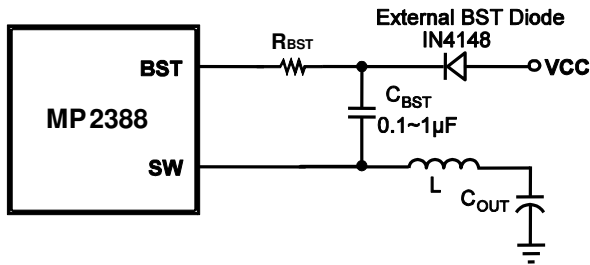 External BST Diode
IN4148
RBST
BST
VCC
CBST
0.1~1µF
MP2388
SW
L
COUT